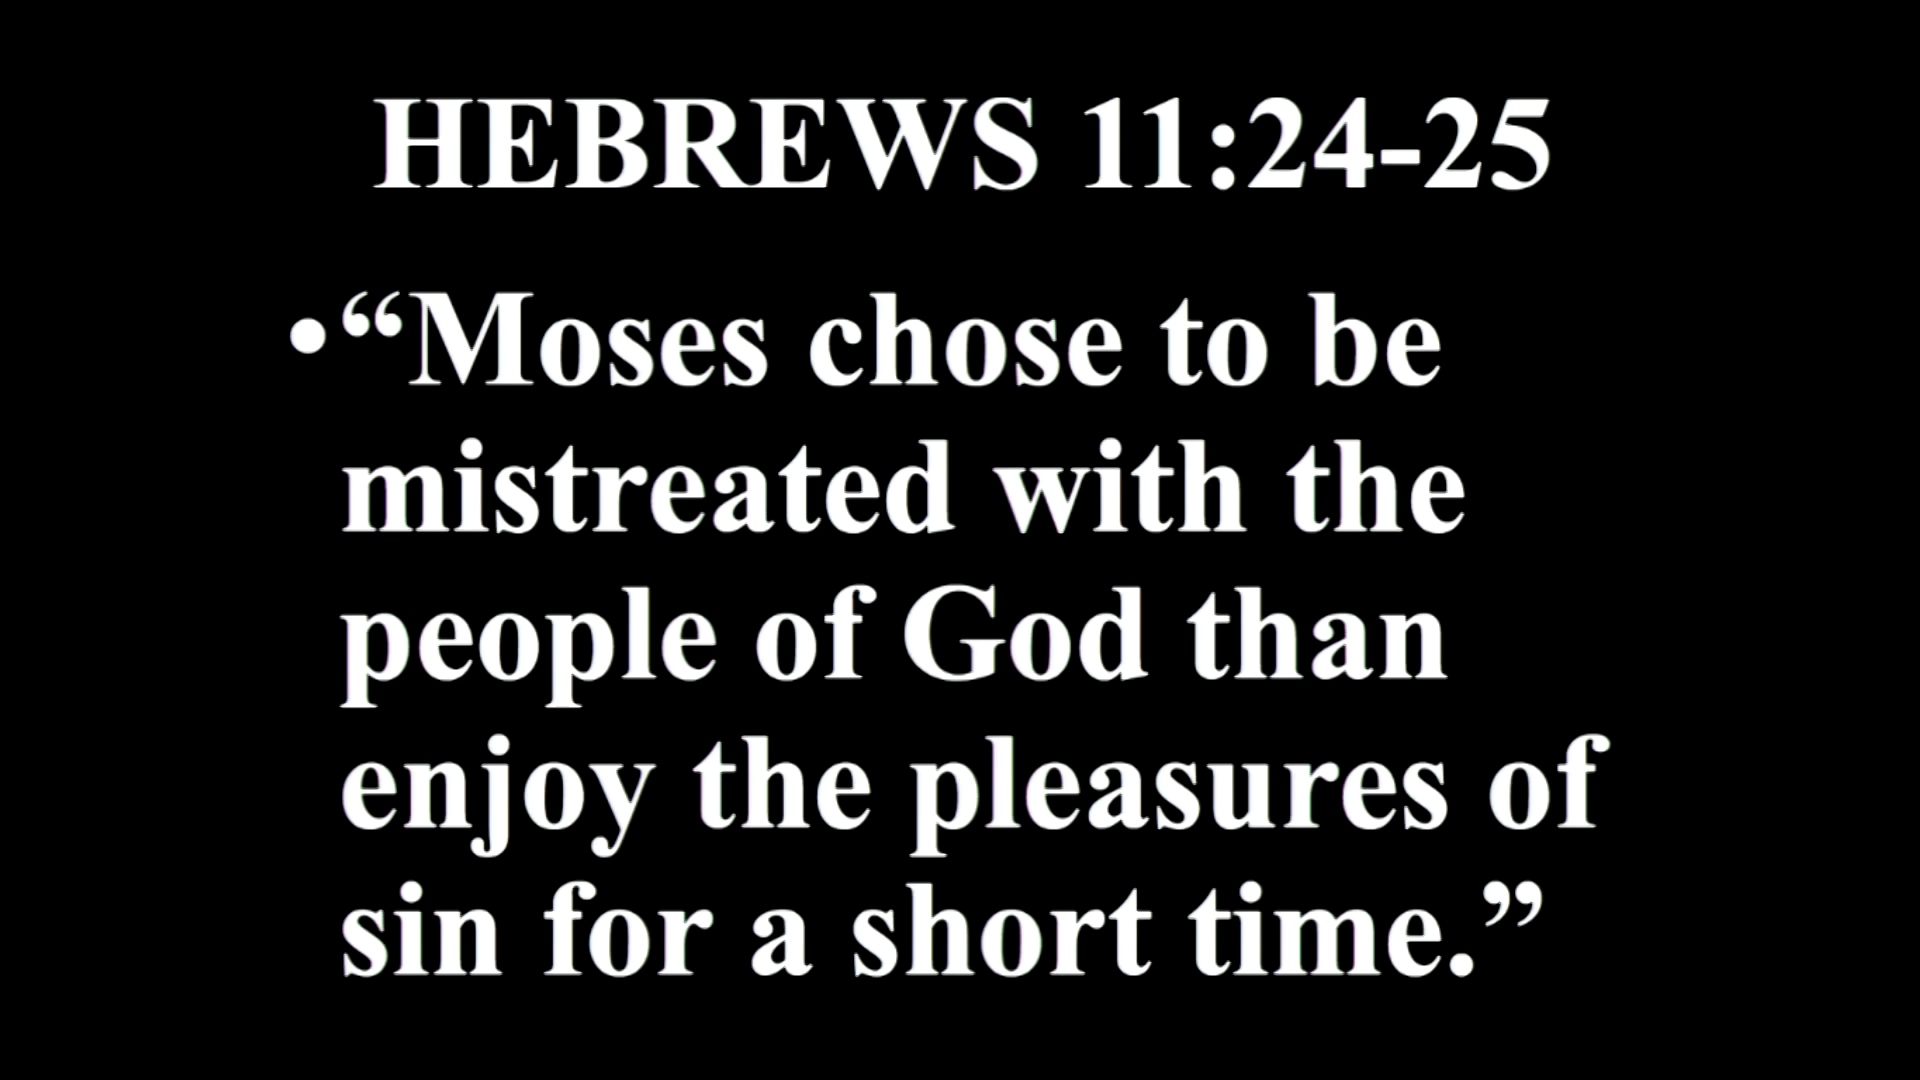 HEBREWS 11:24-25
•“Moses chose to be
mistreated with the
people of God than
enjoy the pleasures of
sin for a short time.”